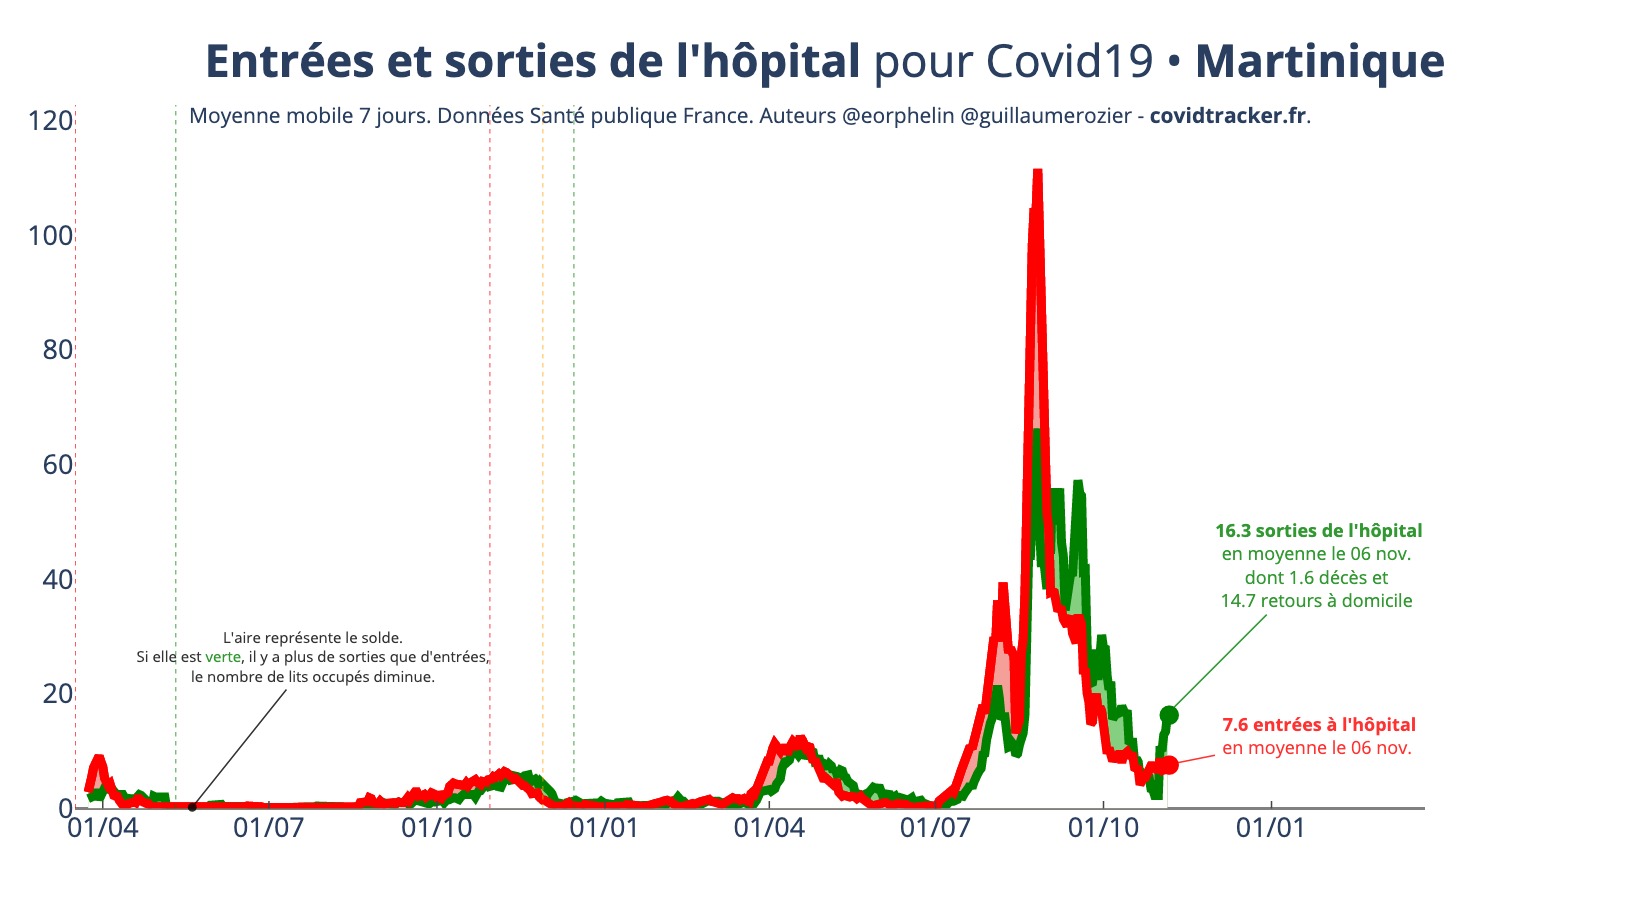 Entrées et sorties de l'hôpital pour Covid19 • Martinique
Moyenne mobile 7 jours. Données Santé publique France. Auteurs @eorphelin @guillaumerozier - covidtracker.fr.
120
100
80
60
40
20
0
L'aire représente le solde.
Si elle est verte, il y a plus de sorties que d'entrées,
le nombre de lits occupés diminue.
16.3 sorties de l'hôpital
en moyenne le 06 nov.
dont 1.6 décès et
14.7 retours à domicile
7.6 entrées à l'hôpital
en moyenne le 06 nov.
01/04 01/07 01/10 01/01 01/04 01/07 01/10 01/01